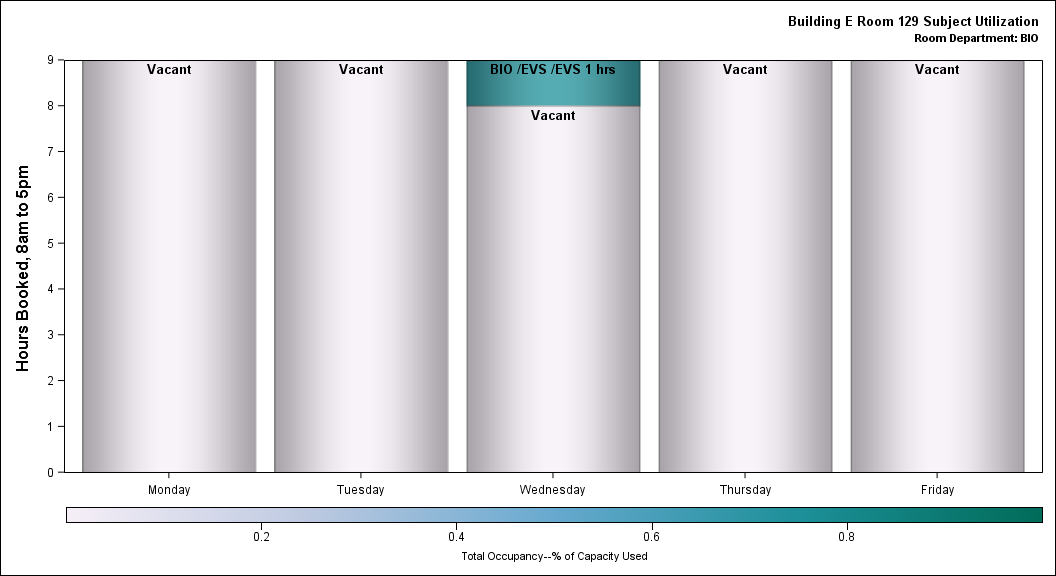 Building E Room 129 Subject Utilization
Room Department: BIO
Hours Booked, 8am to 5pm
9
8
7
6
5
4
3
2
1
0
Vacant
Vacant
BIO /EVS /EVS 1 hrs
Vacant
Vacant
Vacant
Monday
Tuesday
Wednesday
Thursday
Friday
0.2
0.4
0.6
0.8
Total Occupancy--% of Capacity Used